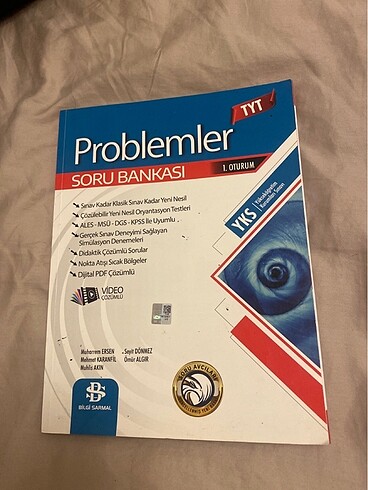 TYT
Problemler
SORU BANKASI
1. OTURUM
YKS
Yükseköğretim
Kurumları Sınavı
Sınav Kadar Klasik Sınav Kadar Yeni Nesil
Çözülebilir Yeni Nesil Oryantasyon Testleri
ALES - MSÜ - DGS - KPSS İle Uyumlu
Gerçek Sınav Deneyimi Sağlayan
Simülasyon Denemeleri
Didaktik Çözümlü Sorular
Nokta Atışı Sıcak Bölgeler
Dijital PDF Çözümlü
VİDEO
ÇÖZÜMLÜ
Muharrem ERSEN
Seyit DÖNMEZ
Mehmet KARANFİL
Ömür ALGIR
Muhlis AKIN
BİLGİ SARMAL
SORU AVCILARI